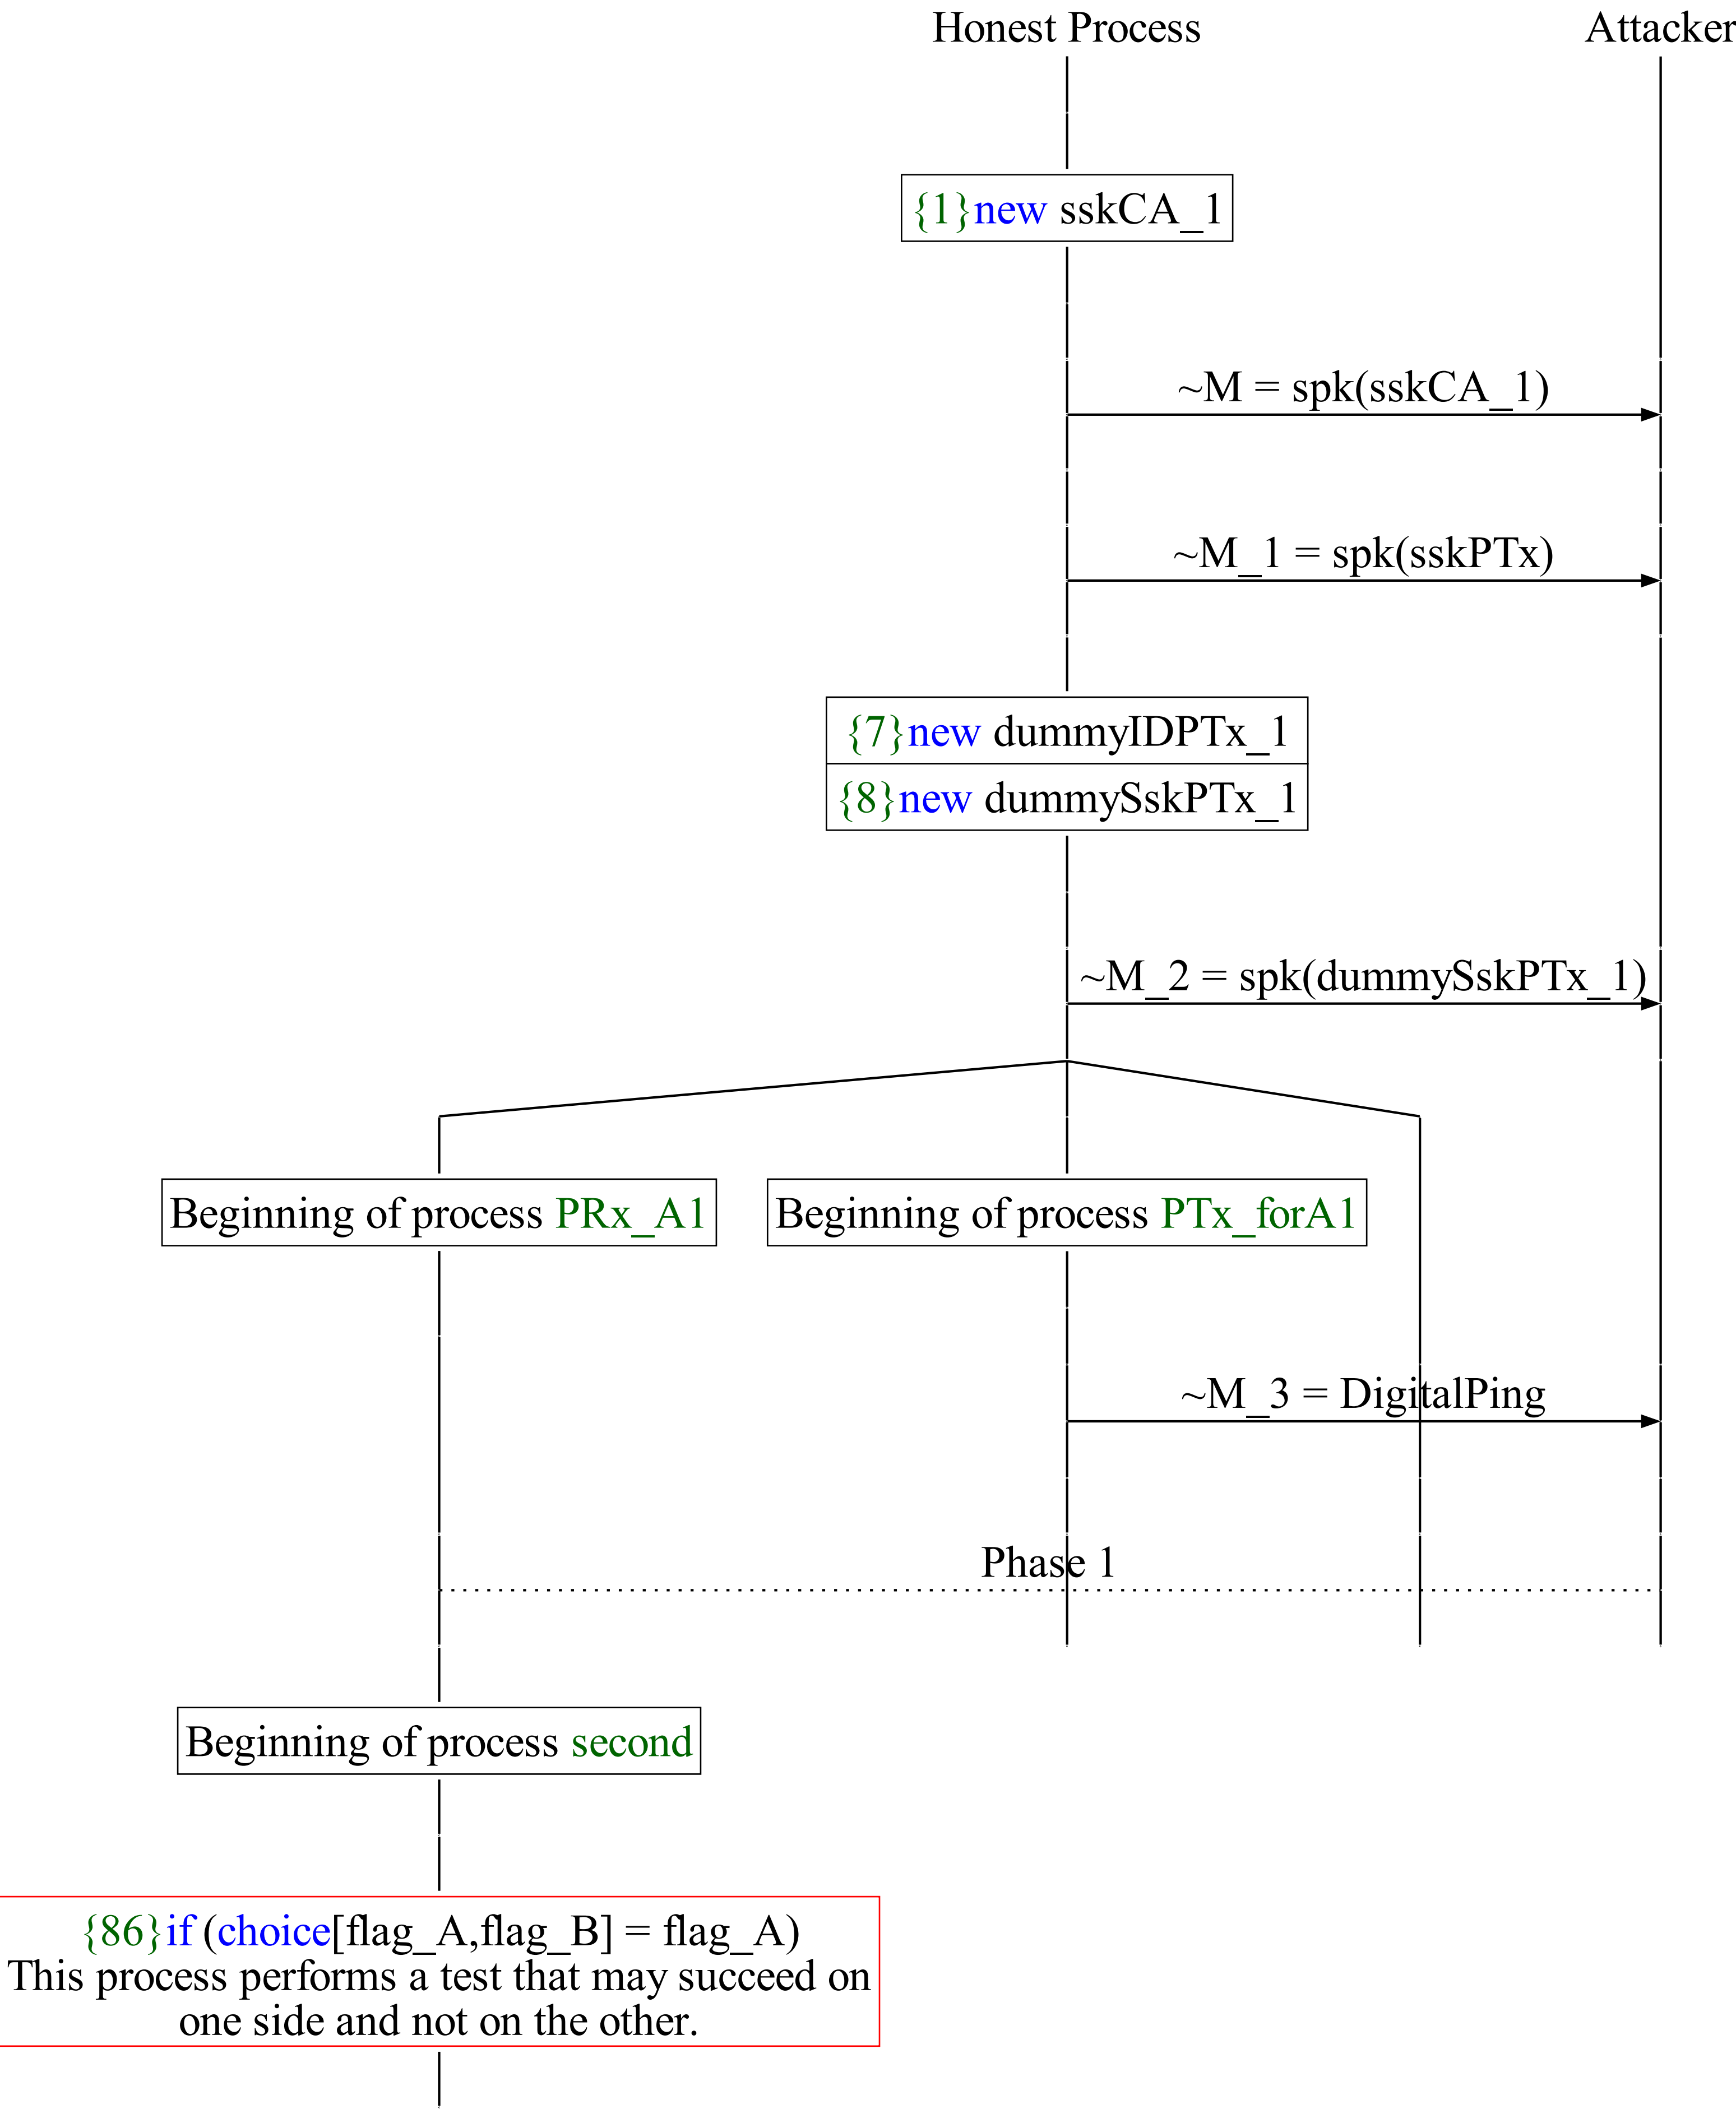 Honest Process
Attacker
{1}new sskCA_1
~M = spk(sskCA_1)
~M_1 = spk(sskPTx)
{7}new dummyIDPTx_1
{8}new dummySskPTx_1
~M_2 = spk(dummySskPTx_1)
Beginning of process PRx_A1
Beginning of process PTx_forA1
~M_3 = DigitalPing
Phase 1
Beginning of process second
{86}if (choice[flag_A,flag_B] = flag_A)
This process performs a test that may succeed on
one side and not on the other.